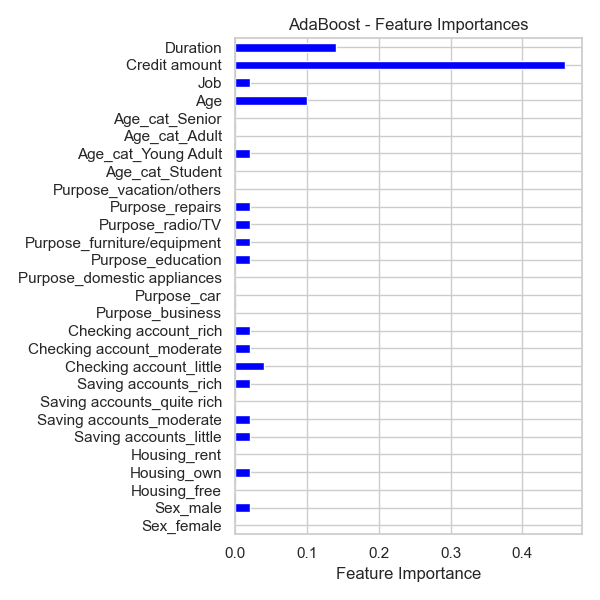 AdaBoost - Feature Importances
Duration
Credit amount
Job
Age
Age_cat_Senior
Age_cat_Adult
Age_cat_Young Adult
Age_cat_Student
Purpose_vacation/others
Purpose_repairs
Purpose_radio/TV
Purpose_furniture/equipment
Purpose_education
Purpose_domestic appliances
Purpose_car
Purpose_business
Checking account_rich
Checking account_moderate
Checking account_little
Saving accounts_rich
Saving accounts_quite rich
Saving accounts_moderate
Saving accounts_little
Housing_rent
Housing_own
Housing_free
Sex_male
Sex_female
0.0 0.1 0.2 0.3 0.4
Feature Importance